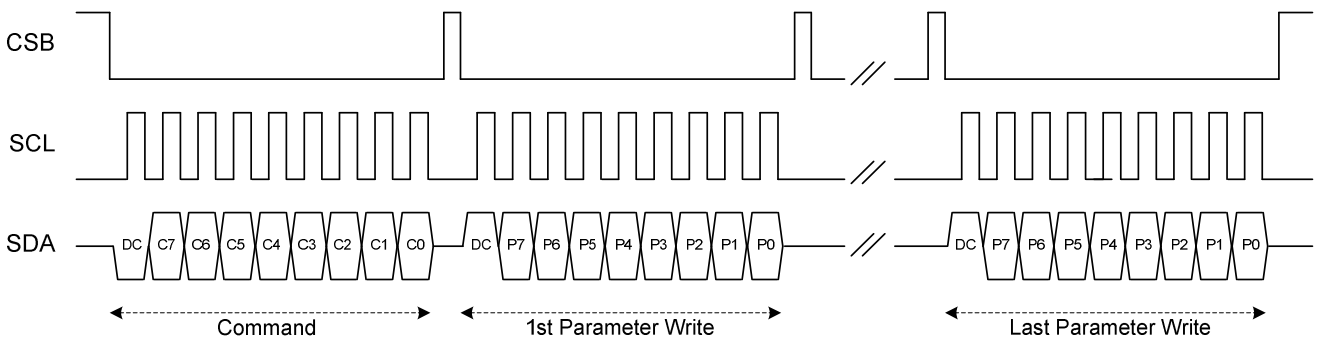 CSB
SCL
SDA DC C7 C6 C5 C4 C3 C2 C1 C0 DC P7 P6 P5 P4 P3 P2 P1 P0 DC P7 P6 P5 P4 P3 P2 P1 P0
Command 1st Parameter Write Last Parameter Write